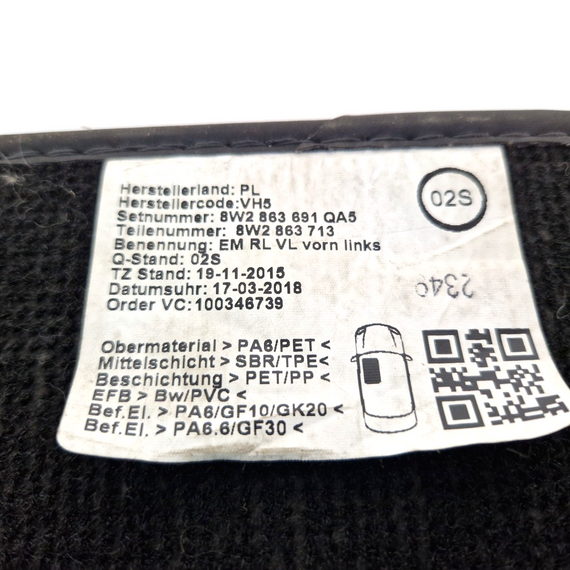 Herstellerland: PL
Herstellercode:VH5
Setnummer: 8W2 863 691 QA5
Teilenummer: 8W2 863 713
Benennung: EM RL VL vorn links
Q-Stand: 02S
TZ Stand: 19-11-2015
Datumsuhr: 17-03-2018
Order VC:100346739
02S
Obermaterial > PA6/PET <
Mittelschicht > SBR/TPE<
Beschichtung > PET/PP <
EFB > Bw/PVC <
Bef.El. > PA6/GF10/GK20 <
Bef.El. > PA6.6/GF30 <